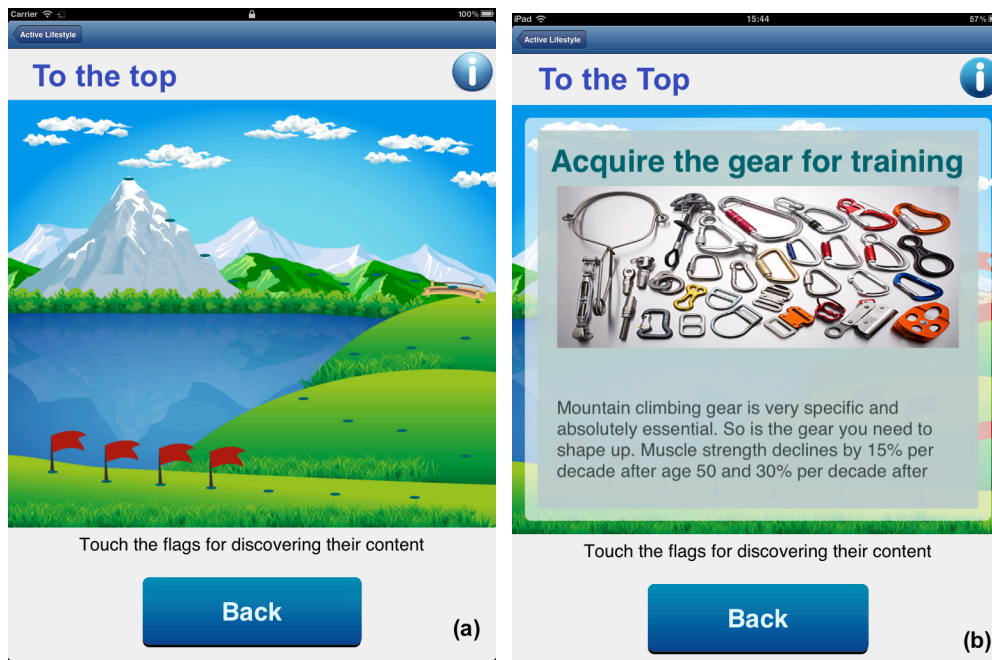 Carrier
100%
Active Lifestyle
To the top
i
Touch the flags for discovering their content
Back
(a)
iPad
15:44
57%
Active Lifestyle
To the Top
i
Acquire the gear for training
Mountain climbing gear is very specific and
absolutely essential. So is the gear you need to
shape up. Muscle strength declines by 15% per
decade after age 50 and 30% per decade after
Touch the flags for discovering their content
Back
(b)